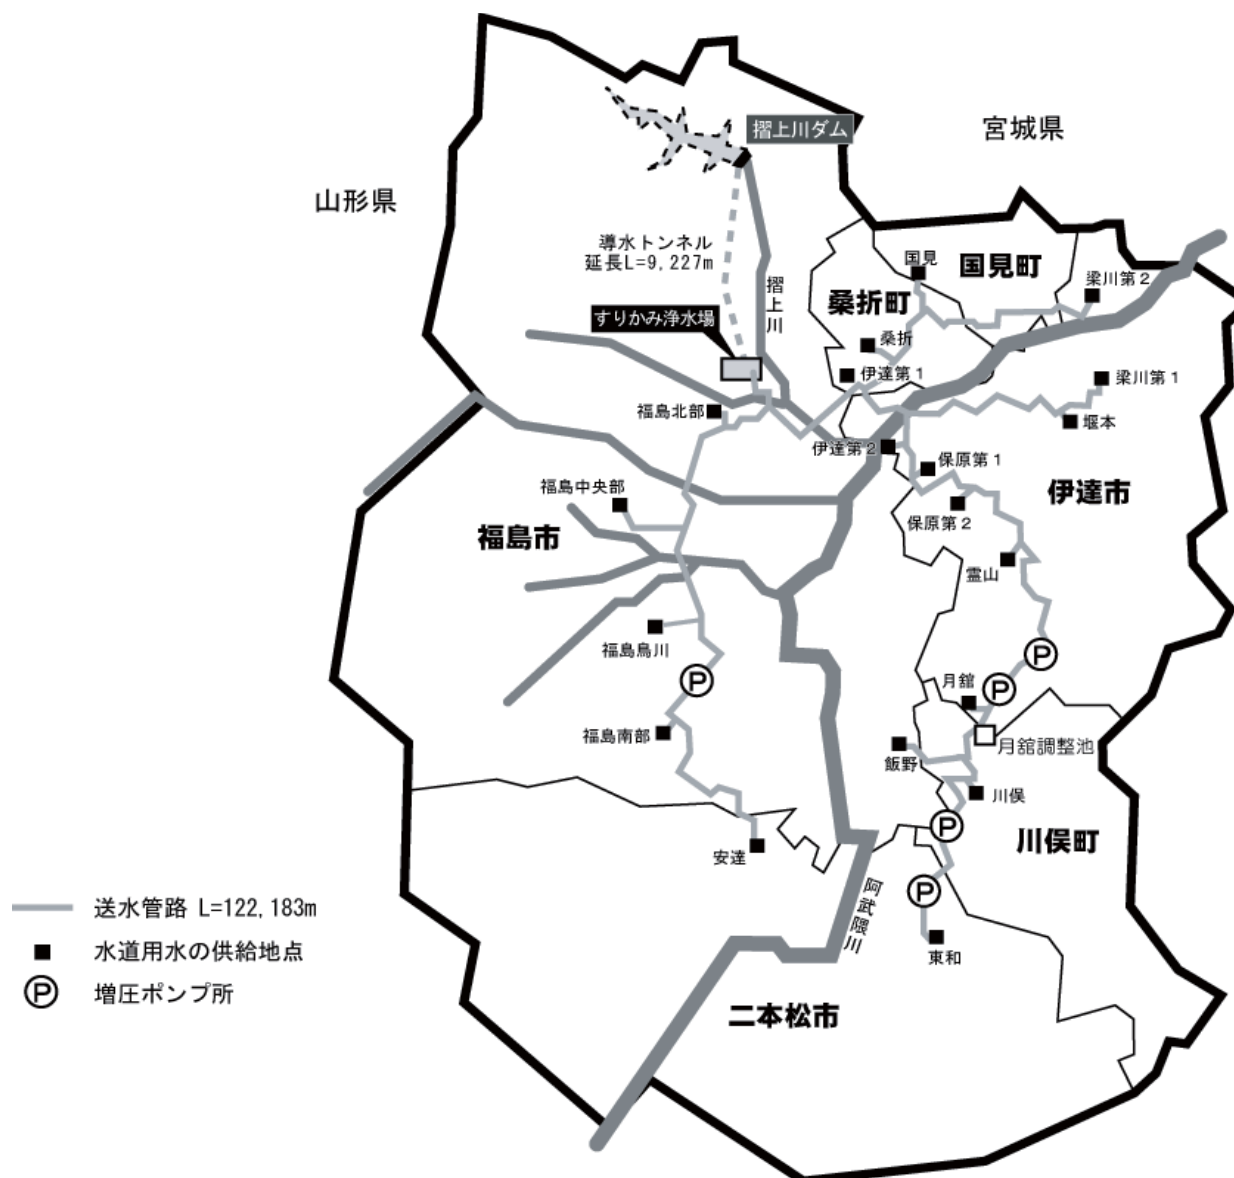 宮城県
摺上川ダム
山形県
導水トンネル
延長L=9,227m
摺上川
国見
国見町
梁川第２
桑折町
すりかみ浄水場
桑折
伊達第１
梁川第１
福島北部
堰本
伊達第２
保原第１
福島中央部
伊達市
保原第２
福島市
霊山
福島鳥川
月舘
福島南部
月舘調整池
飯野
川俣
川俣町
安達
阿武隈川
東和
二本松市
送水管路 L=122,183m
水道用水の供給地点
Ⓟ 増圧ポンプ所
Ⓟ
Ⓟ
Ⓟ
Ⓟ
Ⓟ